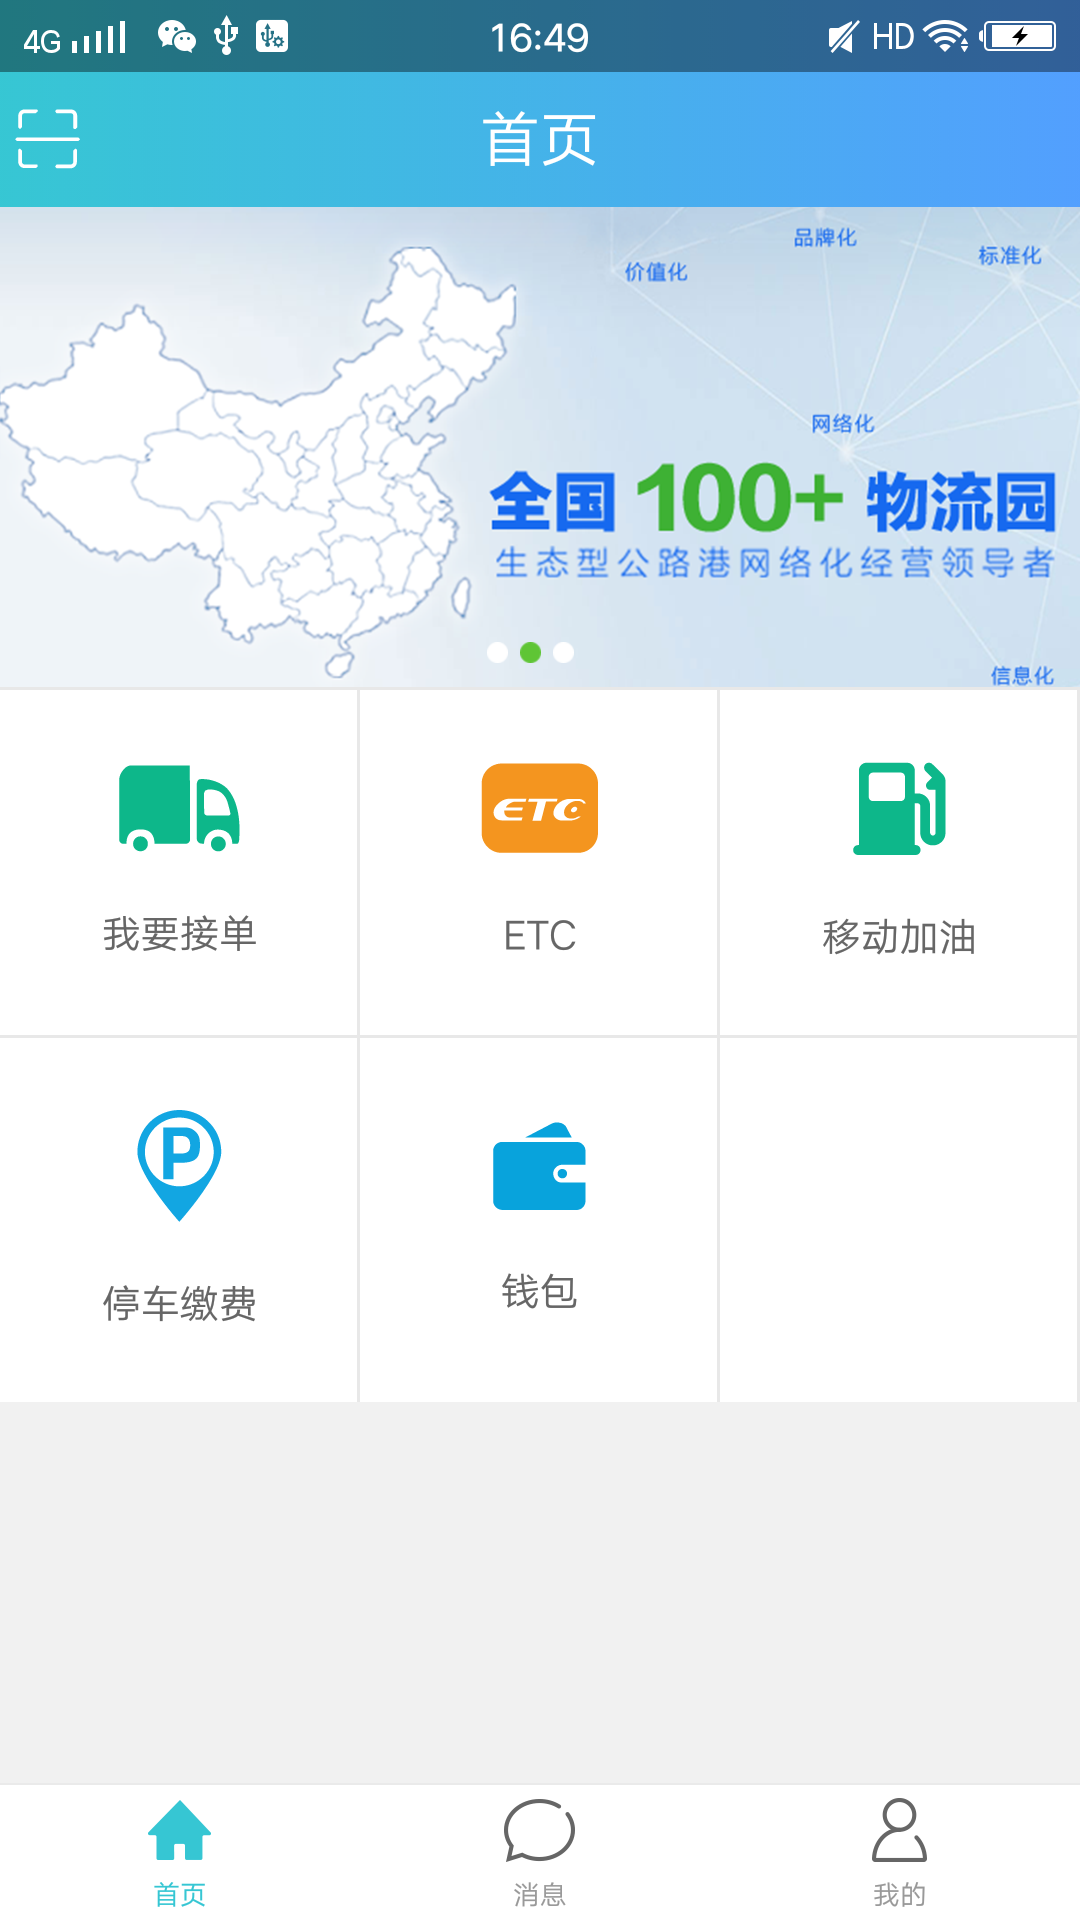 4G 16:49 HD
首页
品牌化
标准化
价值化
网络化
全国 100+ 物流园
生态型公路港网络化经营领导者
信息化
ETC
我要接单 ETC 移动加油
P
停车缴费 钱包
首页 消息 我的